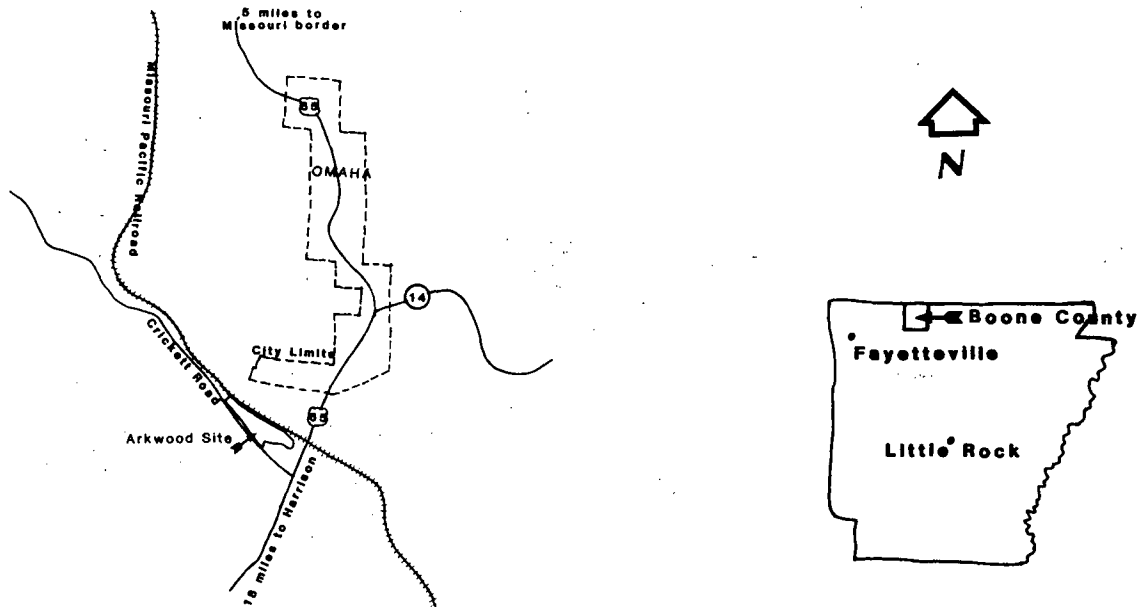 5 miles to
Missouri border
65
Missouri Pacific Railroad
OMAHA
14
City Limits
Crickett Road
65
Arkwood Site
18 miles to Harrison
N
Boone County
Fayetteville
Little Rock